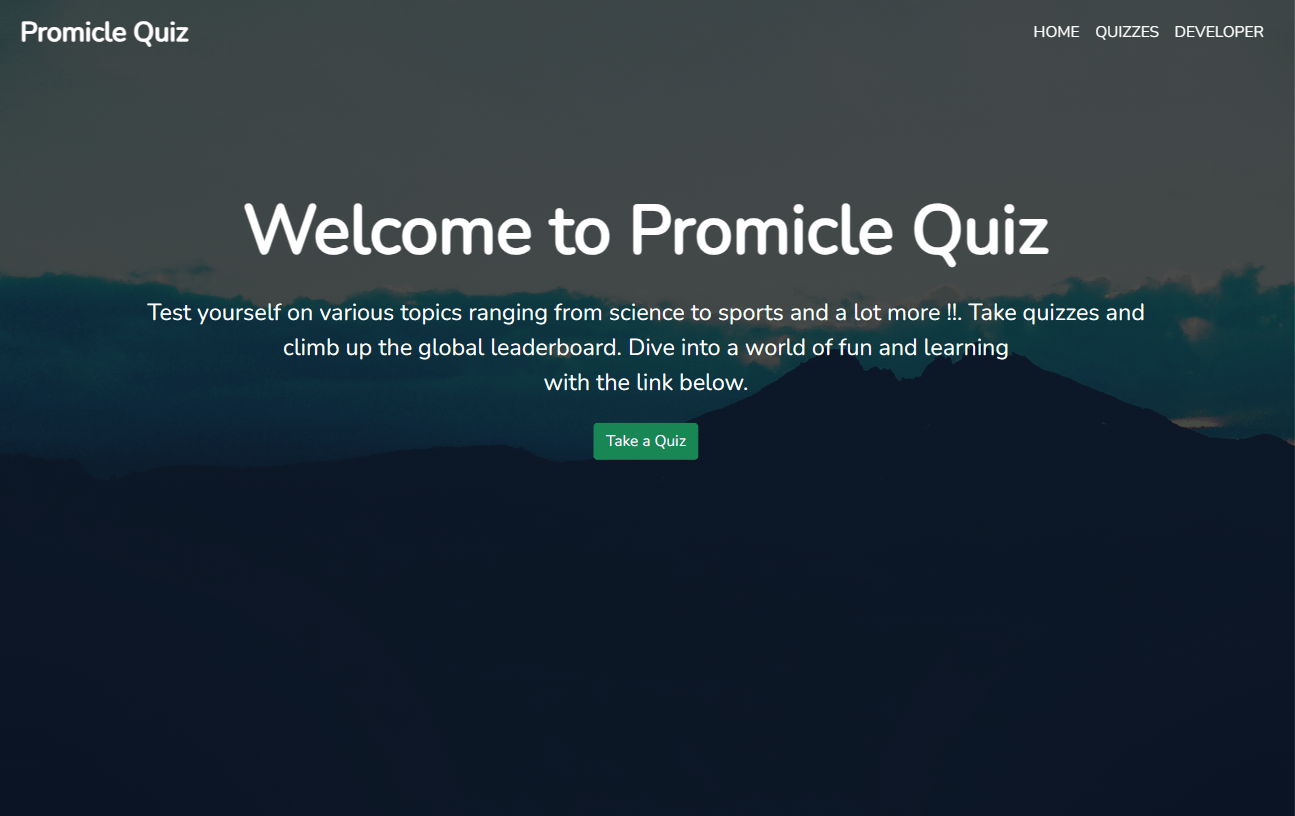 Promicle Quiz
HOME QUIZZES DEVELOPER
Welcome to Promicle Quiz
Test yourself on various topics ranging from science to sports and a lot more !!. Take quizzes and
climb up the global leaderboard. Dive into a world of fun and learning
with the link below.
Take a Quiz